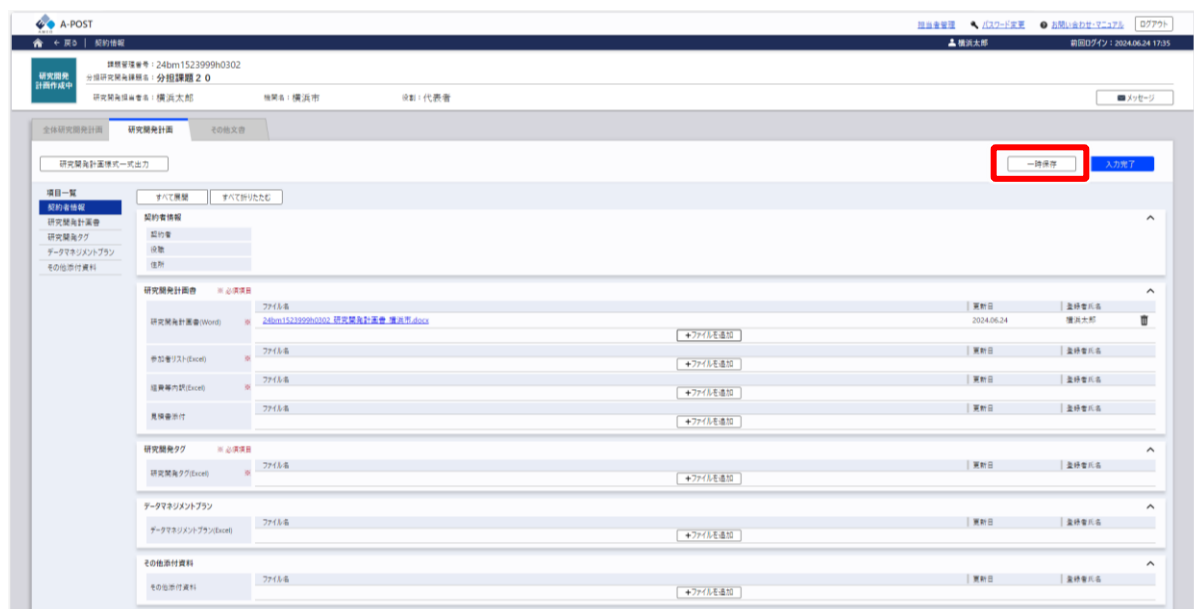 A-POST
担当者管理 パスワード変更 お問い合わせ・マニュアル ログアウト
← 戻る 契約情報 横浜太郎 前回ログイン：2024.06.24 17:35
研究開発
計画作成中
課題管理番号：24bm1523999h0302
分担研究開発課題名：分担課題２０
研究開発担当者名：横浜太郎 機関名：横浜市 役割：代表者
メッセージ
全体研究開発計画 研究開発計画 その他文書
研究開発計画様式一式出力 一時保存 入力完了
項目一覧
契約者情報
研究開発計画書
研究開発タグ
データマネジメントプラン
その他添付資料
すべて展開 すべて折りたたむ
契約者情報
契約者
役職
住所
研究開発計画書 ※ 必須項目
ファイル名 更新日 登録者氏名
研究開発計画書(Word) ※ 24bm1523999h0302_研究開発計画書_横浜市.docx 2024.06.24 横浜太郎
+ファイルを追加
ファイル名 更新日 登録者氏名
参加者リスト(Excel) ※
+ファイルを追加
ファイル名 更新日 登録者氏名
経費等内訳(Excel) ※
+ファイルを追加
ファイル名 更新日 登録者氏名
見積書添付
+ファイルを追加
研究開発タグ ※ 必須項目
ファイル名 更新日 登録者氏名
研究開発タグ(Excel) ※
+ファイルを追加
データマネジメントプラン
ファイル名 更新日 登録者氏名
データマネジメントプラン(Excel)
+ファイルを追加
その他添付資料
ファイル名 更新日 登録者氏名
その他添付資料
+ファイルを追加